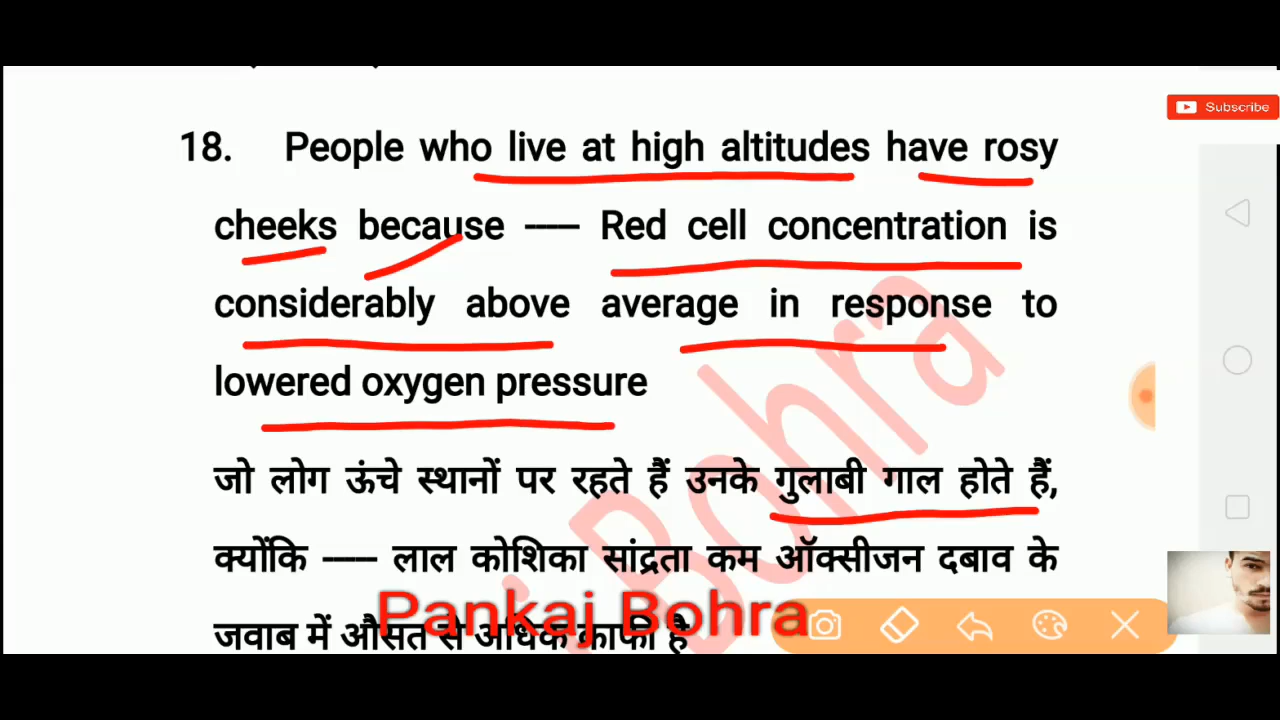 Subscribe
18. People who live at high altitudes have rosy
cheeks because ---- Red cell concentration is
considerably above average in response to
lowered oxygen pressure
जो लोग ऊंचे स्थानों पर रहते हैं उनके गुलाबी गाल होते हैं,
क्योंकि ---- लाल कोशिका सांद्रता कम ऑक्सीजन दबाव के
जवाब में औसत से अधिक काफी है
Pankaj Bohra
Bohra